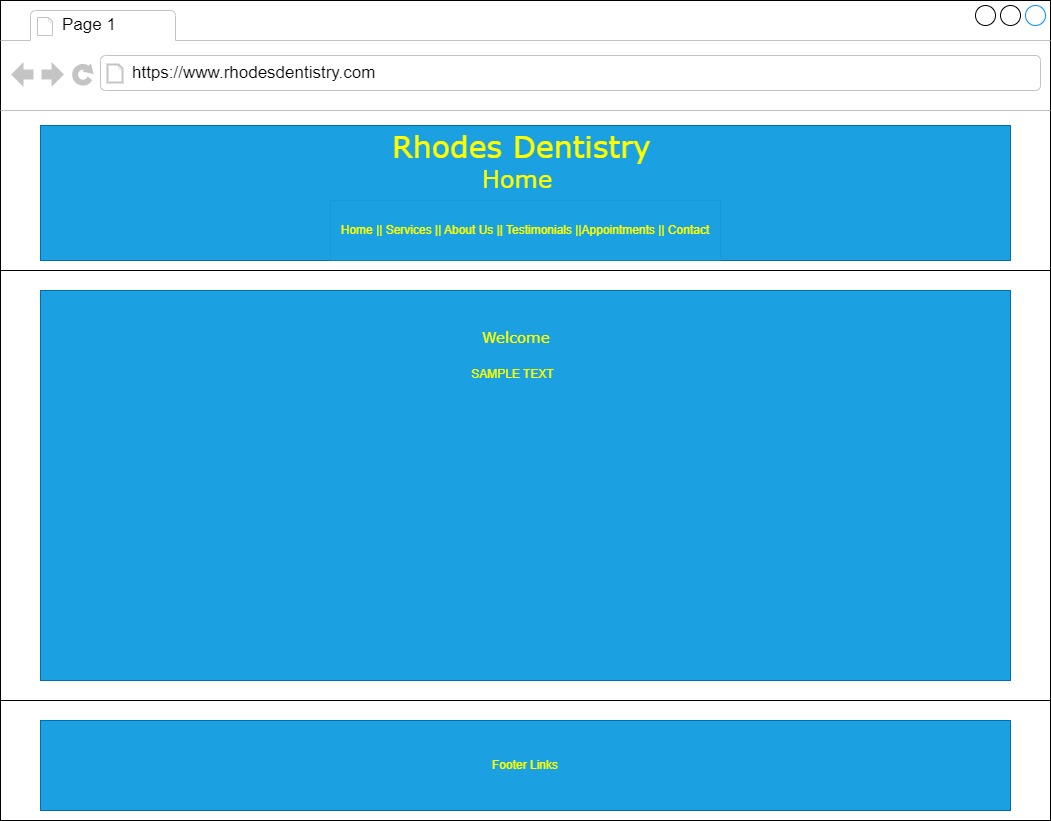 Page 1
https://www.rhodesdentistry.com
Rhodes Dentistry
Home
Home || Services || About Us || Testimonials ||Appointments || Contact
Welcome
SAMPLE TEXT
Footer Links